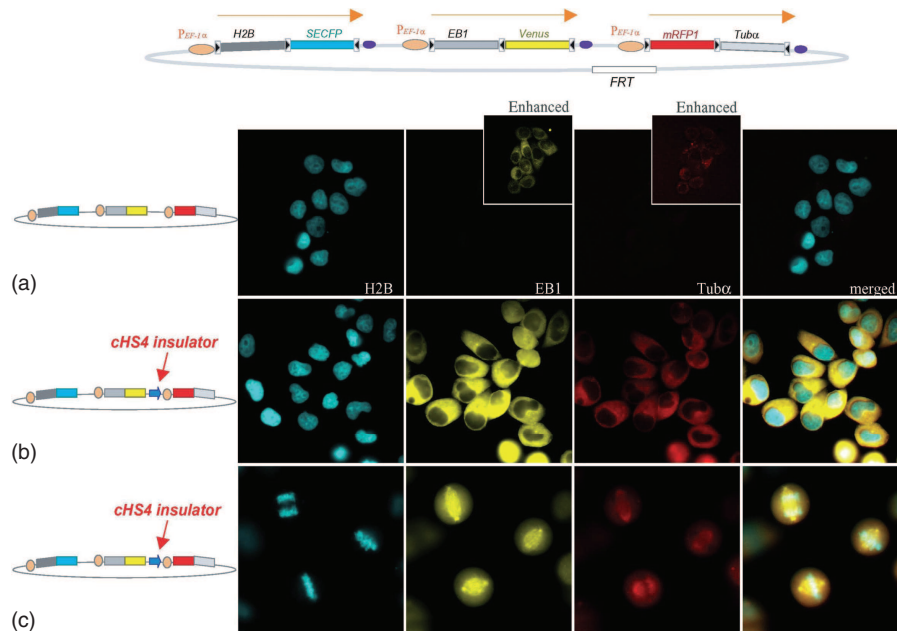 PEF-1α H2B SECFP PEF-1α EB1 Venus PEF-1α mRFP1 Tubα
FRT
Enhanced Enhanced
(a)
H2B EB1 Tubα merged
cHS4 insulator
(b)
cHS4 insulator
(c)